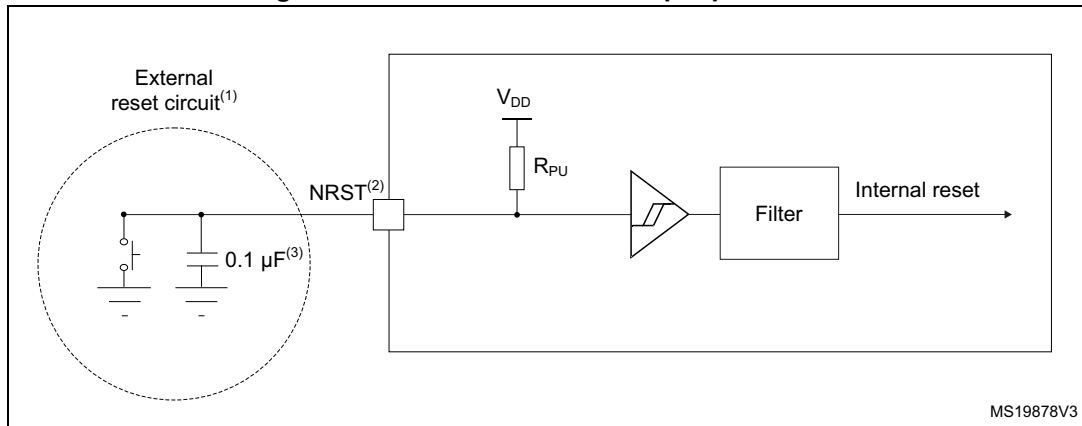 External
reset circuit(1)
VDD
RPU
NRST(2)
0.1 μF(3)
Filter
Internal reset
MS19878V3